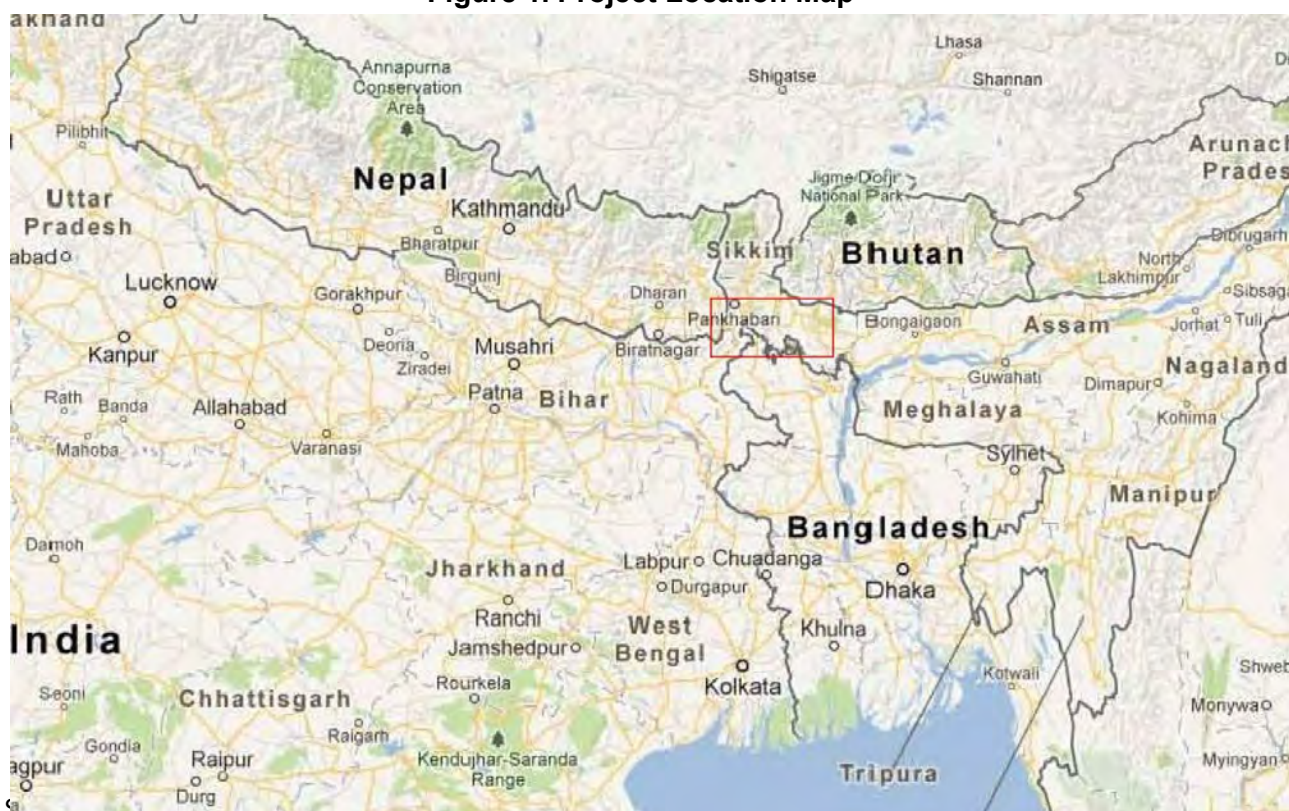 Figure 1: Project Location Map
akhand
Lhasa
Annapurna
Conservation
Area
Shigatse
Shannan
Pilibhit
Nepal
Jigme Dorji
National Park
Arunach
Prades
Uttar
Pradesh
Kathmandu
Bharatpur
Sikkim
Bhutan
Dibrugarh
abad
Lucknow
Birgunj
Gorakhpur
Dharan
North
Lakhimpur
Sibsaga
Pankhabari
Bongaigaon
Assam
Jorhat
Tuli
Kanpur
Deoria
Ziradei
Musahri
Biratnagar
Guwahati
Dimapur
Nagaland
Rath
Banda
Allahabad
Patna
Bihar
Meghalaya
Kohima
Mahoba
Varanasi
Sylhet
Manipur
Bangladesh
Damoh
Jharkhand
Labpur
Chuadanga
Durgapur
Dhaka
Ranchi
India
Jamshedpur
West
Bengal
Khulna
Kotwali
Shweb
Seoni
Chhattisgarh
Rourkela
Kolkata
Monywa
Gondia
Raigarh
agpur
Raipur
Durg
Kendujhar-Saranda
Range
Tripura
Myingyan